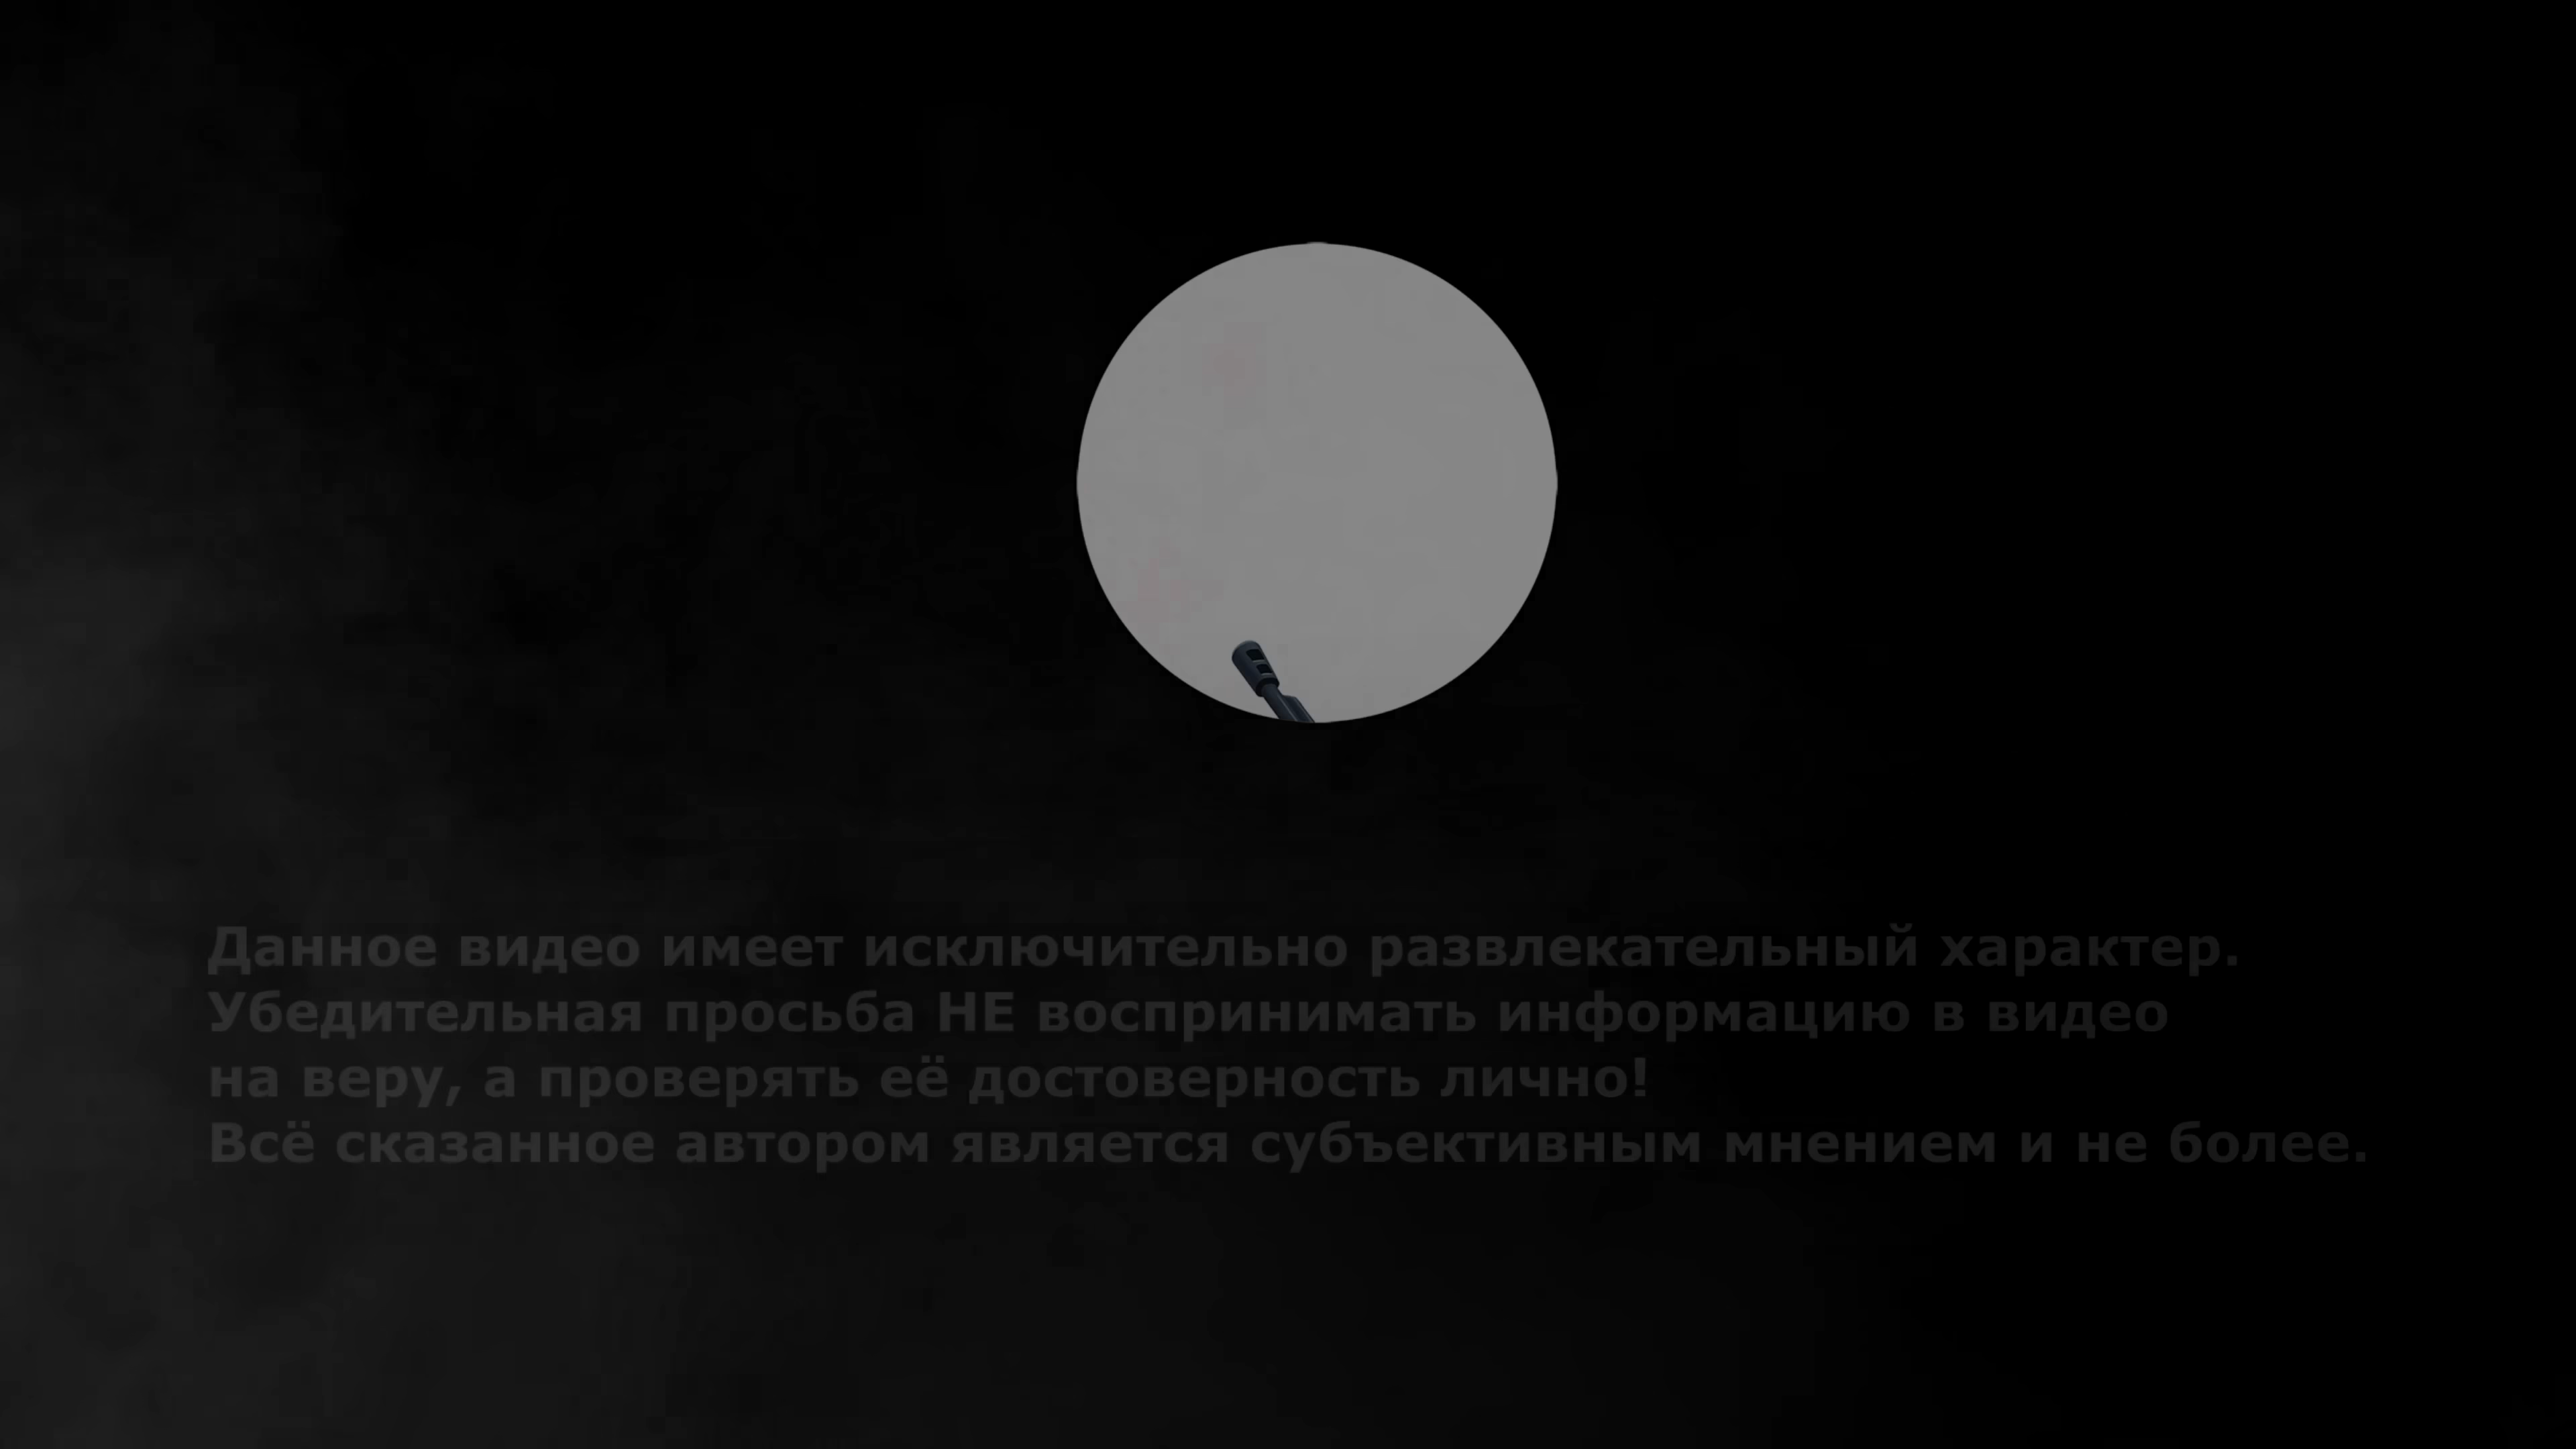 Данное видео имеет исключительно развлекательный характер.
Убедительная просьба НЕ воспринимать информацию в видео
на веру, а проверять её достоверность лично!
Всё сказанное автором является субъективным мнением и не более.